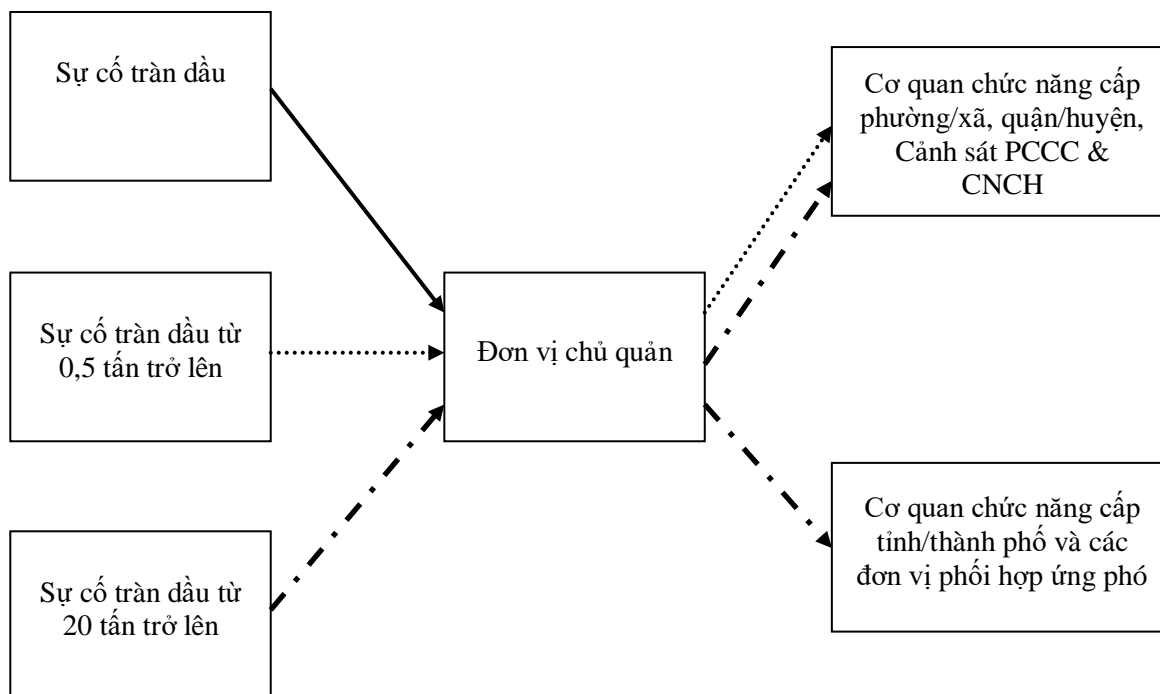 Sự cố tràn dầu
Sự cố tràn dầu từ
0,5 tấn trở lên
Sự cố tràn dầu từ
20 tấn trở lên
Đơn vị chủ quản
Cơ quan chức năng cấp
phường/xã, quận/huyện,
Cảnh sát PCCC &
CNCH
Cơ quan chức năng cấp
tỉnh/thành phố và các
đơn vị phối hợp ứng phó